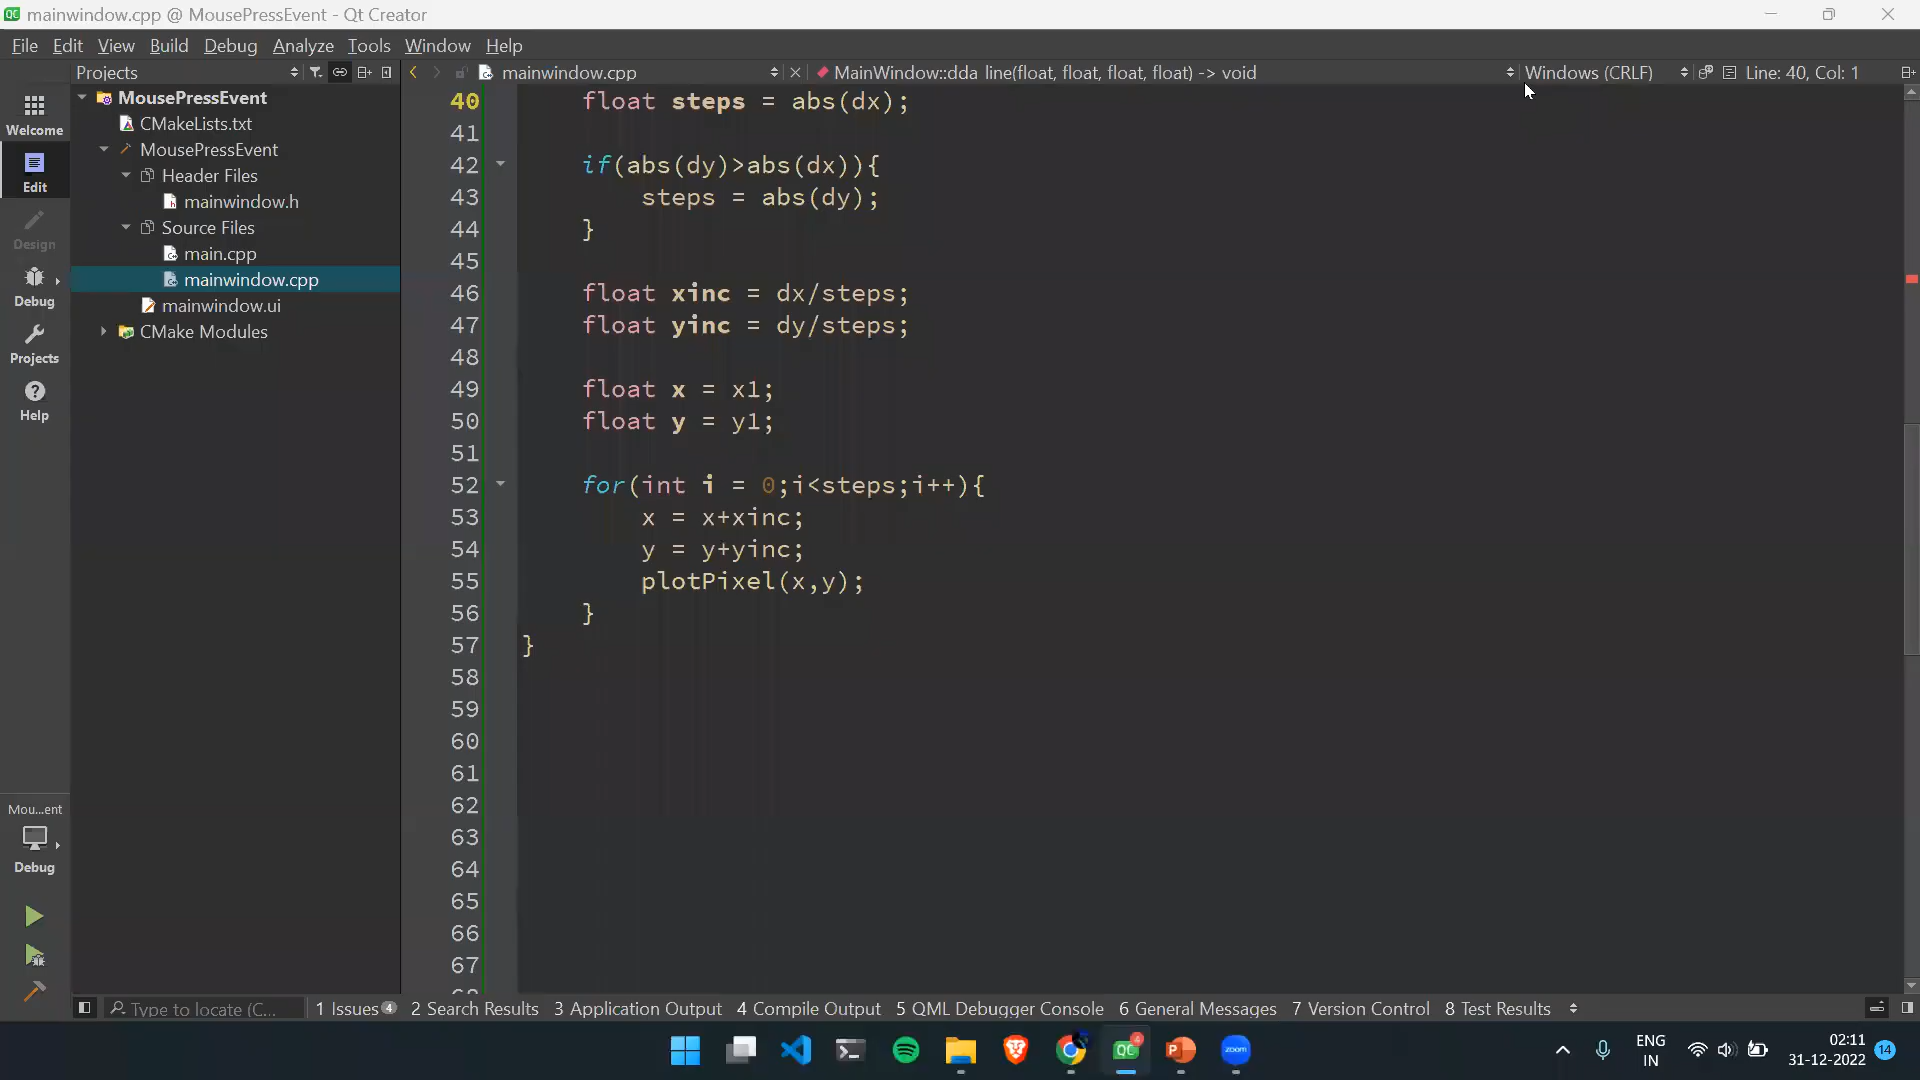 mainwindow.cpp @ MousePressEvent - Qt Creator
File Edit View Build Debug Analyze Tools Window Help
Projects
mainwindow.cpp
MainWindow::dda line(float, float, float, float) -> void
Windows (CRLF)
Line: 40, Col: 1
Welcome
Edit
Design
Debug
Projects
Help
MousePressEvent
CMakeLists.txt
MousePressEvent
Header Files
mainwindow.h
Source Files
main.cpp
mainwindow.cpp
mainwindow.ui
CMake Modules
40 float steps = abs(dx);
41
42 if(abs(dy)>abs(dx)){
43 steps = abs(dy);
44 }
45
46 float xinc = dx/steps;
47 float yinc = dy/steps;
48
49 float x = x1;
50 float y = y1;
51
52 for(int i = 0;i<steps;i++){
53 x = x+xinc;
54 y = y+yinc;
55 plotPixel(x,y);
56 }
57 }
58
59
60
61
62
63
64
65
66
67
Mou...ent
Debug
Type to locate (C...
1 Issues 4
2 Search Results
3 Application Output
4 Compile Output
5 QML Debugger Console
6 General Messages
7 Version Control
8 Test Results
QC 4
P
zoom
ENG
IN
02:11
31-12-2022
14